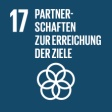 17 PARTNER-
SCHAFTEN
ZUR ERREICHUNG
DER ZIELE